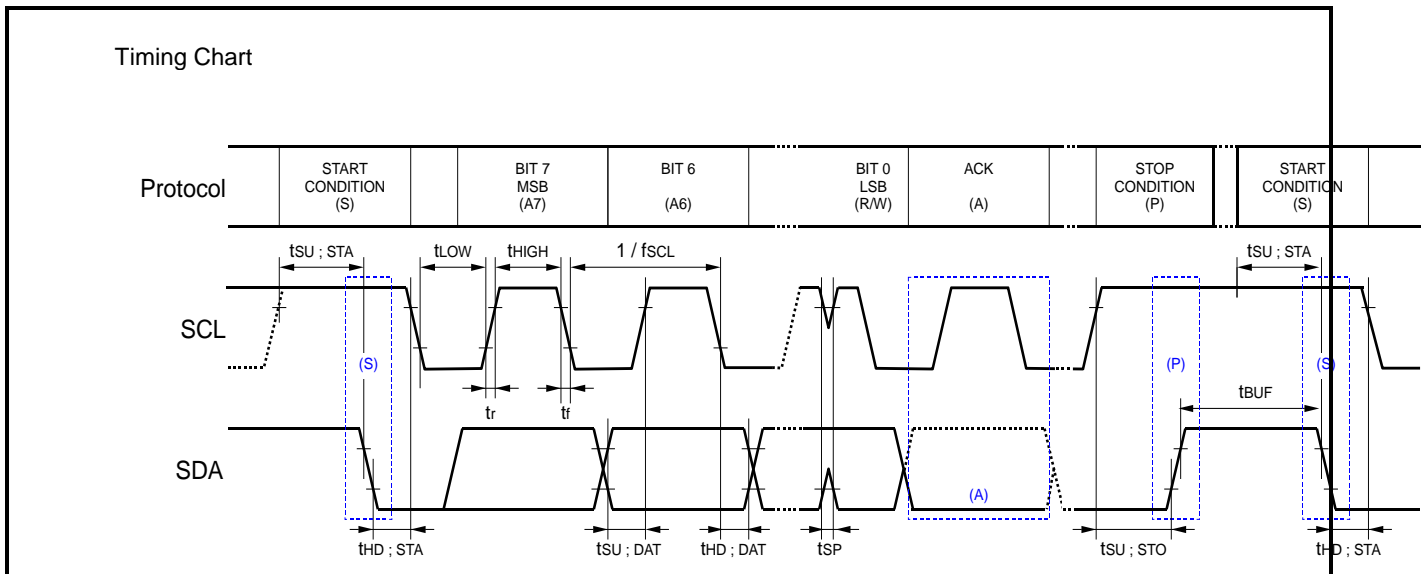 Timing Chart
Protocol
START
CONDITION
(S)
BIT 7
MSB
(A7)
BIT 6
(A6)
BIT 0
LSB
(R/W)
ACK
(A)
STOP
CONDITION
(P)
START
CONDITION
(S)
tSU ; STA
tLOW
tHIGH
1 / fSCL
tSU ; STA
SCL
(S)
(P)
(S)
tr
tf
tBUF
SDA
(A)
tHD ; STA
tSU ; DAT
tHD ; DAT
tSP
tSU ; STO
tHD ; STA